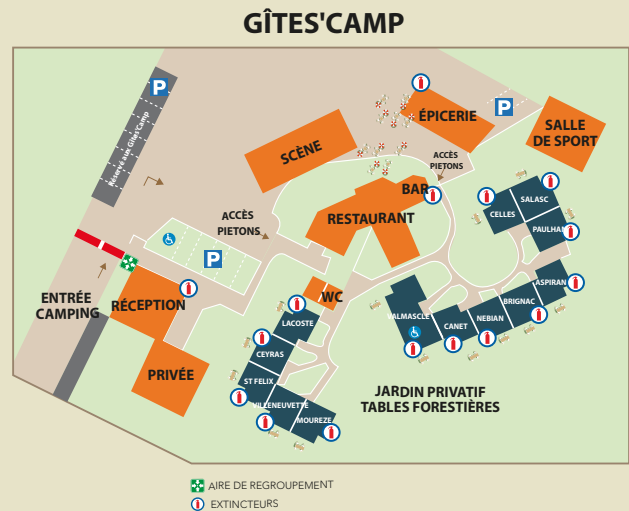 GÎTES'CAMP
P
Réservé aux Gîtes'Camp
SCÈNE
ÉPICERIE
P
SALLE
DE SPORT
ACCÈS
PIETONS
BAR
RESTAURANT
CELLES
SALASC
PAULHAN
ACCÈS
PIETONS
P
ENTRÉE
CAMPING
RÉCEPTION
PRIVÉE
WC
LACOSTE
CEYRAS
ST FELIX
VILLENEUVETTE
MOUREZE
VALMASCLE
CANET
NEBIAN
BRIGNAC
ASPIRAN
JARDIN PRIVATIF
TABLES FORESTIÈRES
AIRE DE REGROUPEMENT
EXTINCTEURS